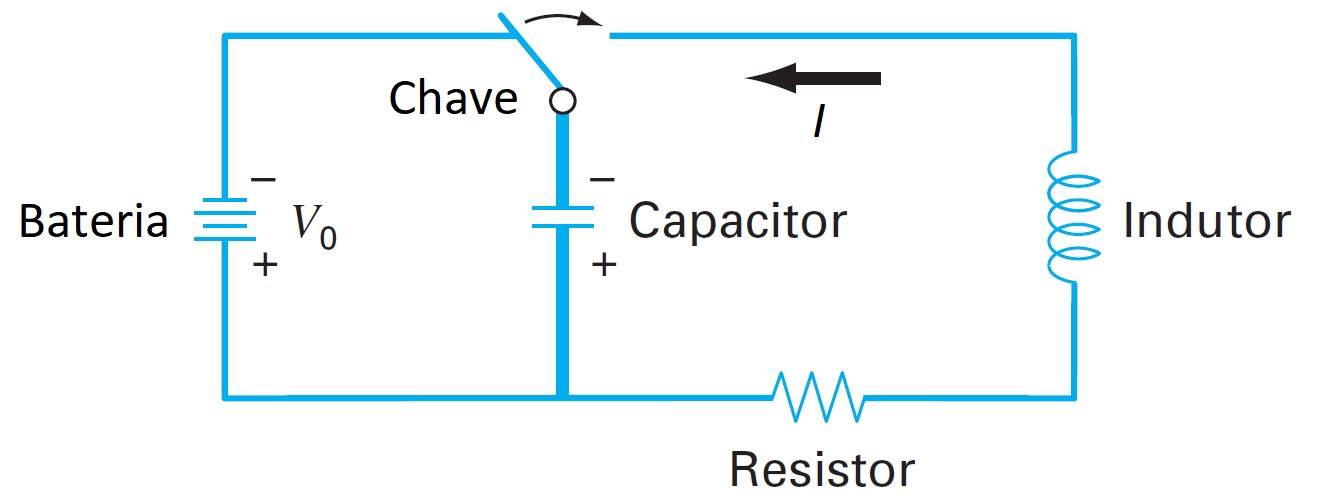 Chave
I
−
−
Bateria
V0
Capacitor
Indutor
+
+
Resistor